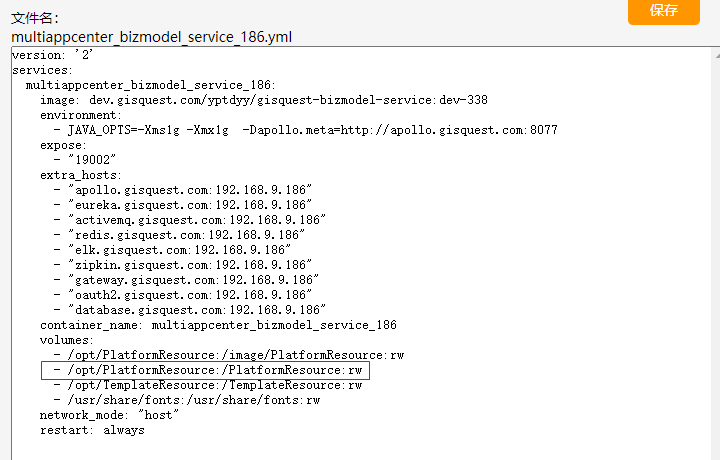 文件名：
保存
multiappcenter_bizmodel_service_186.yml
version: '2'
services:
  multiappcenter_bizmodel_service_186:
    image: dev.gisquest.com/yptdyy/gisquest-bizmodel-service:dev-338
    environment:
      - JAVA_OPTS=-Xms1g -Xmx1g  -Dapollo.meta=http://apollo.gisquest.com:8077
    expose:
      - "19002"
    extra_hosts:
      - "apollo.gisquest.com:192.168.9.186"
      - "eureka.gisquest.com:192.168.9.186"
      - "activemq.gisquest.com:192.168.9.186"
      - "redis.gisquest.com:192.168.9.186"
      - "elk.gisquest.com:192.168.9.186"
      - "zipkin.gisquest.com:192.168.9.186"
      - "gateway.gisquest.com:192.168.9.186"
      - "oauth2.gisquest.com:192.168.9.186"
      - "database.gisquest.com:192.168.9.186"
    container_name: multiappcenter_bizmodel_service_186
    volumes:
      - /opt/PlatformResource:/image/PlatformResource:rw
      - /opt/PlatformResource:/PlatformResource:rw
      - /opt/TemplateResource:/TemplateResource:rw
      - /usr/share/fonts:/usr/share/fonts:rw
    network_mode: "host"
    restart: always